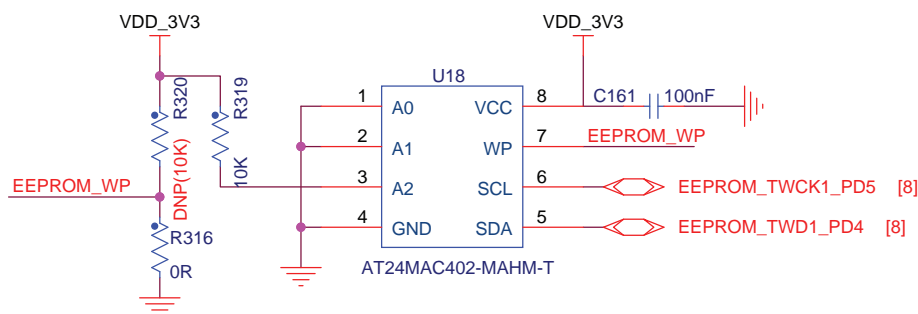 VDD_3V3
VDD_3V3
U18
R320
R319
DNP(10K)
10K
EEPROM_WP
R316
0R
1 A0 VCC 8
2 A1 WP 7
3 A2 SCL 6
4 GND SDA 5
C161 100nF
EEPROM_WP
EEPROM_TWCK1_PD5 [8]
EEPROM_TWD1_PD4 [8]
AT24MAC402-MAHM-T